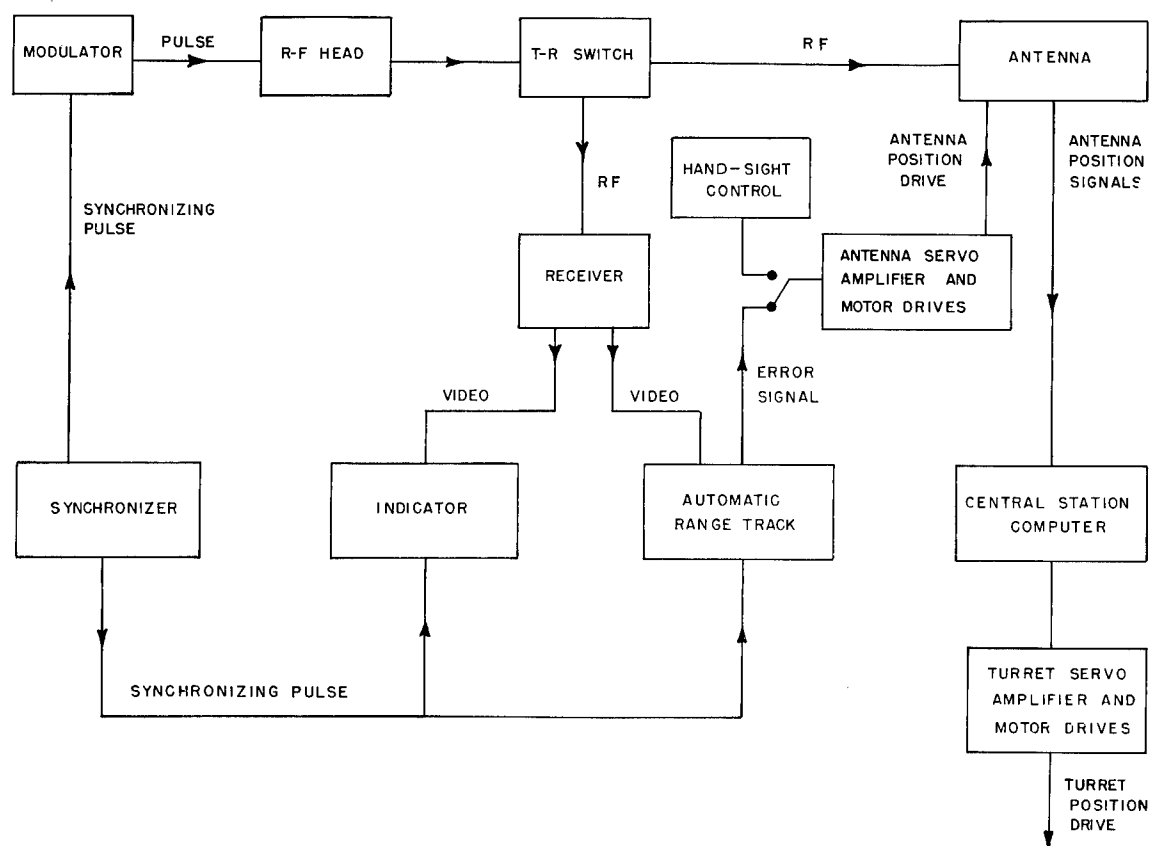 MODULATOR
PULSE
R-F HEAD
T-R SWITCH
RF
ANTENNA
SYNCHRONIZING
PULSE
RF
HAND-SIGHT
CONTROL
ANTENNA
POSITION
DRIVE
ANTENNA
POSITION
SIGNALS
RECEIVER
ANTENNA SERVO
AMPLIFIER AND
MOTOR DRIVES
VIDEO
VIDEO
ERROR
SIGNAL
SYNCHRONIZER
INDICATOR
AUTOMATIC
RANGE TRACK
CENTRAL STATION
COMPUTER
SYNCHRONIZING PULSE
TURRET SERVO
AMPLIFIER AND
MOTOR DRIVES
TURRET
POSITION
DRIVE